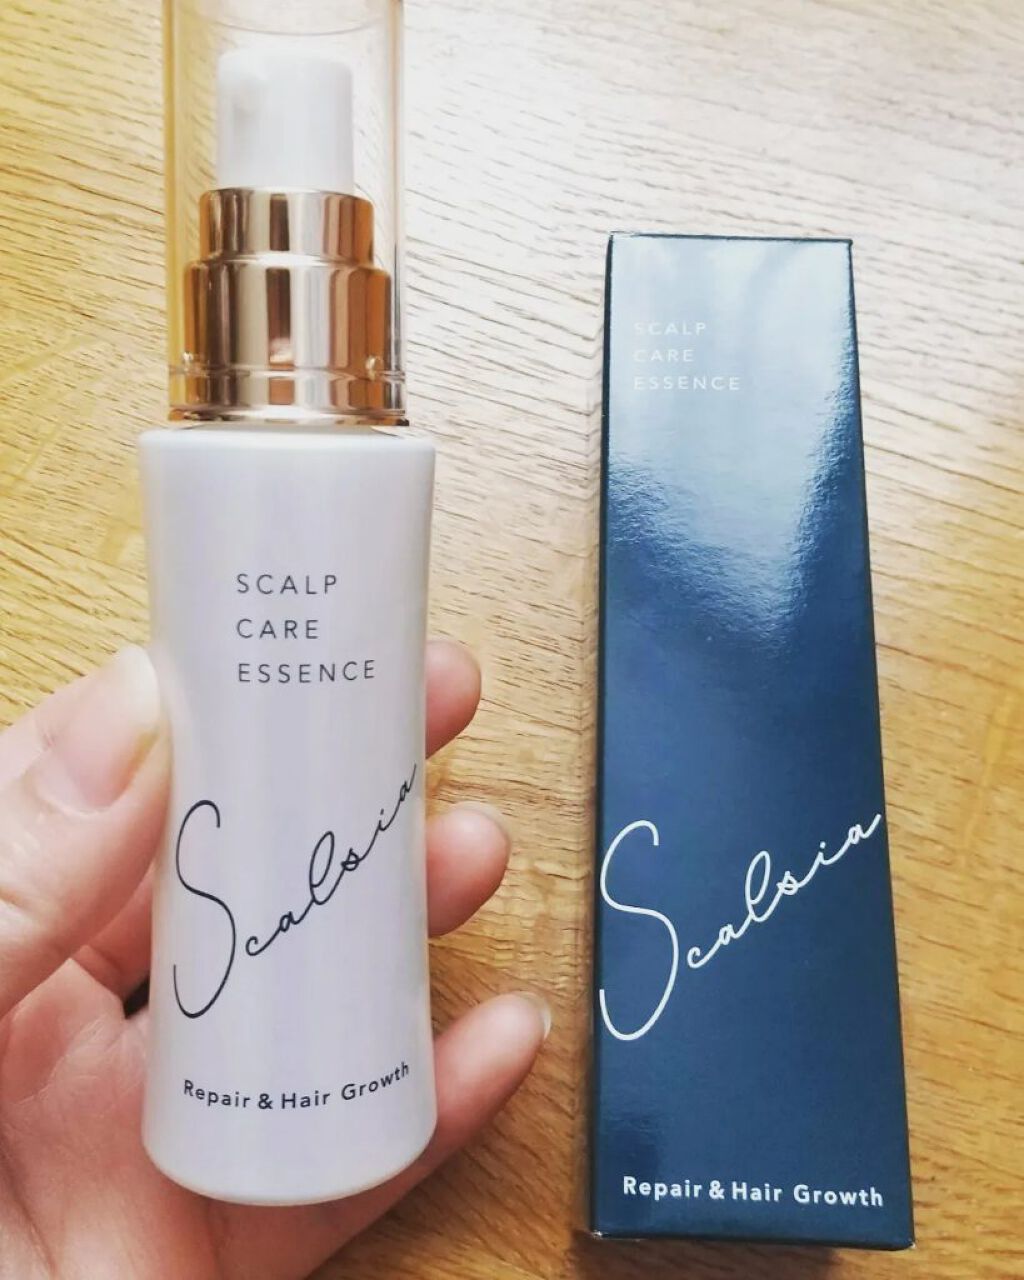 SCALP
CARE
ESSENCE
Scalsia
Repair & Hair Growth
SCALP
CARE
ESSENCE
Scalsia
Repair & Hair Growth